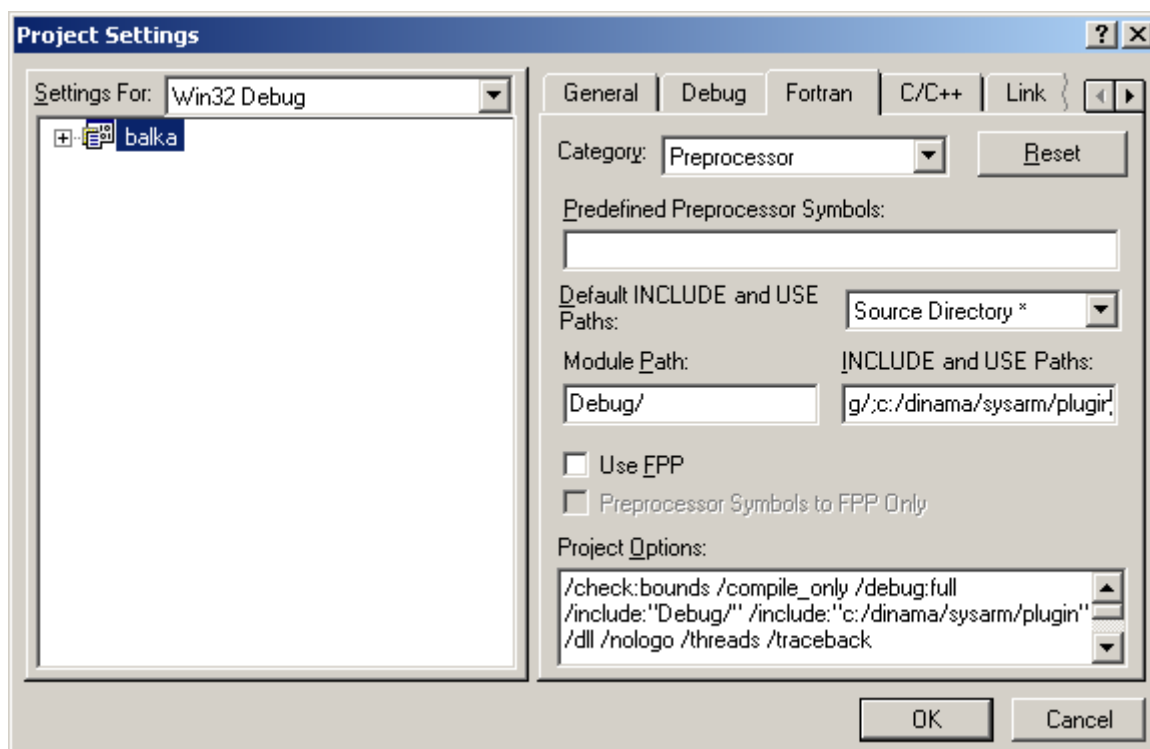 Project Settings
Settings For: Win32 Debug
balka
General Debug Fortran C/C++ Link
Category: Preprocessor Reset
Predefined Preprocessor Symbols:
Default INCLUDE and USE
Paths: Source Directory *
Module Path: INCLUDE and USE Paths:
Debug/ g/;c:/dinama/sysarm/plugin
Use FPP
Preprocessor Symbols to FPP Only
Project Options:
/check:bounds /compile_only /debug:full
/include:"Debug/" /include:"c:/dinama/sysarm/plugin"
/dll /nologo /threads /traceback
OK Cancel